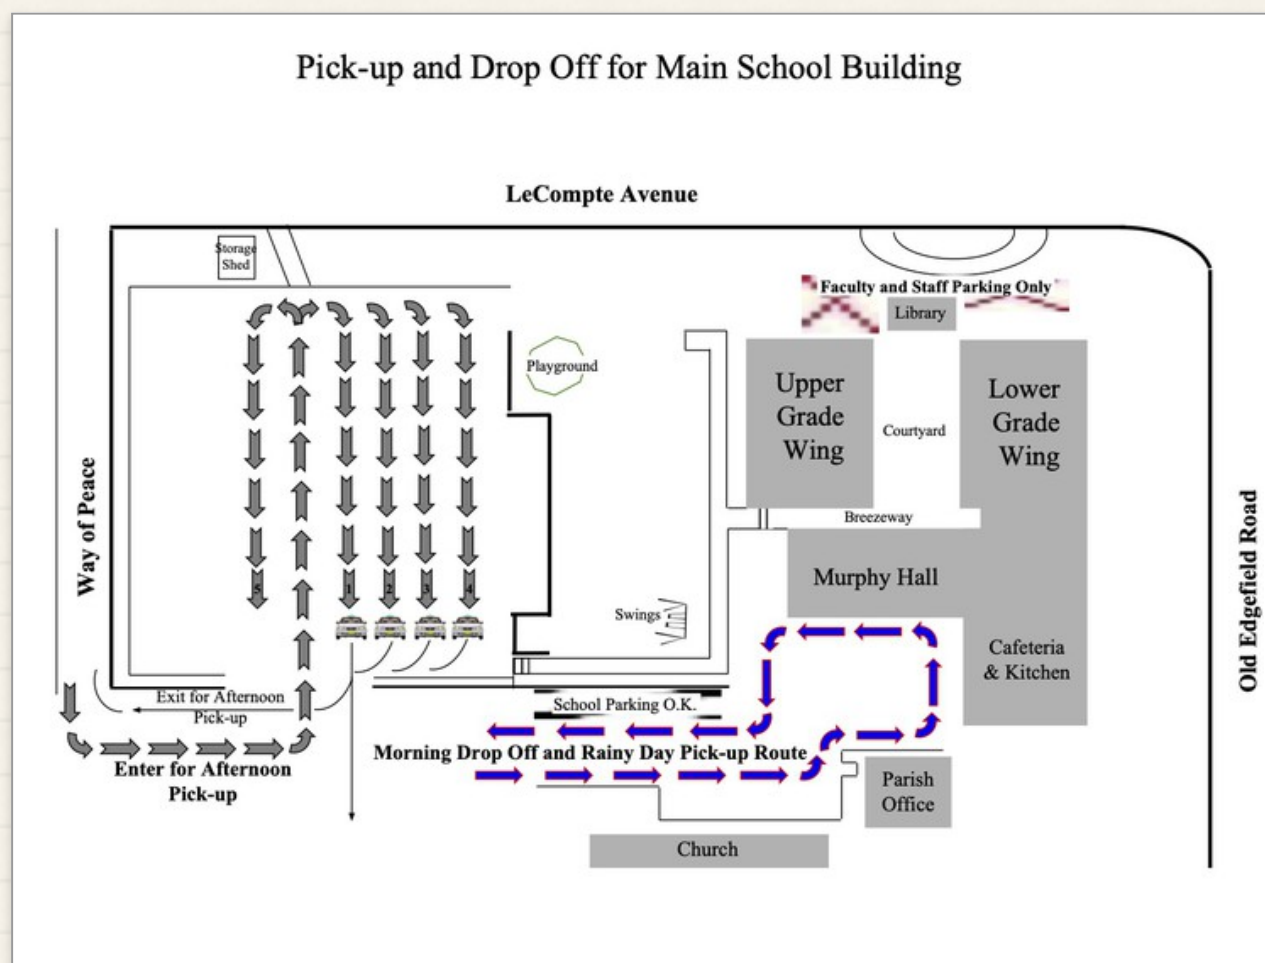 Pick-up and Drop Off for Main School Building
LeCompte Avenue
Storage
Shed
Faculty and Staff Parking Only
Library
Playground
Upper
Grade
Wing
Lower
Grade
Wing
Courtyard
Way of Peace
Old Edgefield Road
Breezeway
5
1
2
3
4
Murphy Hall
Swings
Cafeteria
& Kitchen
Exit for Afternoon
Pick-up
School Parking O.K.
Morning Drop Off and Rainy Day Pick-up Route
Enter for Afternoon
Pick-up
Parish
Office
Church